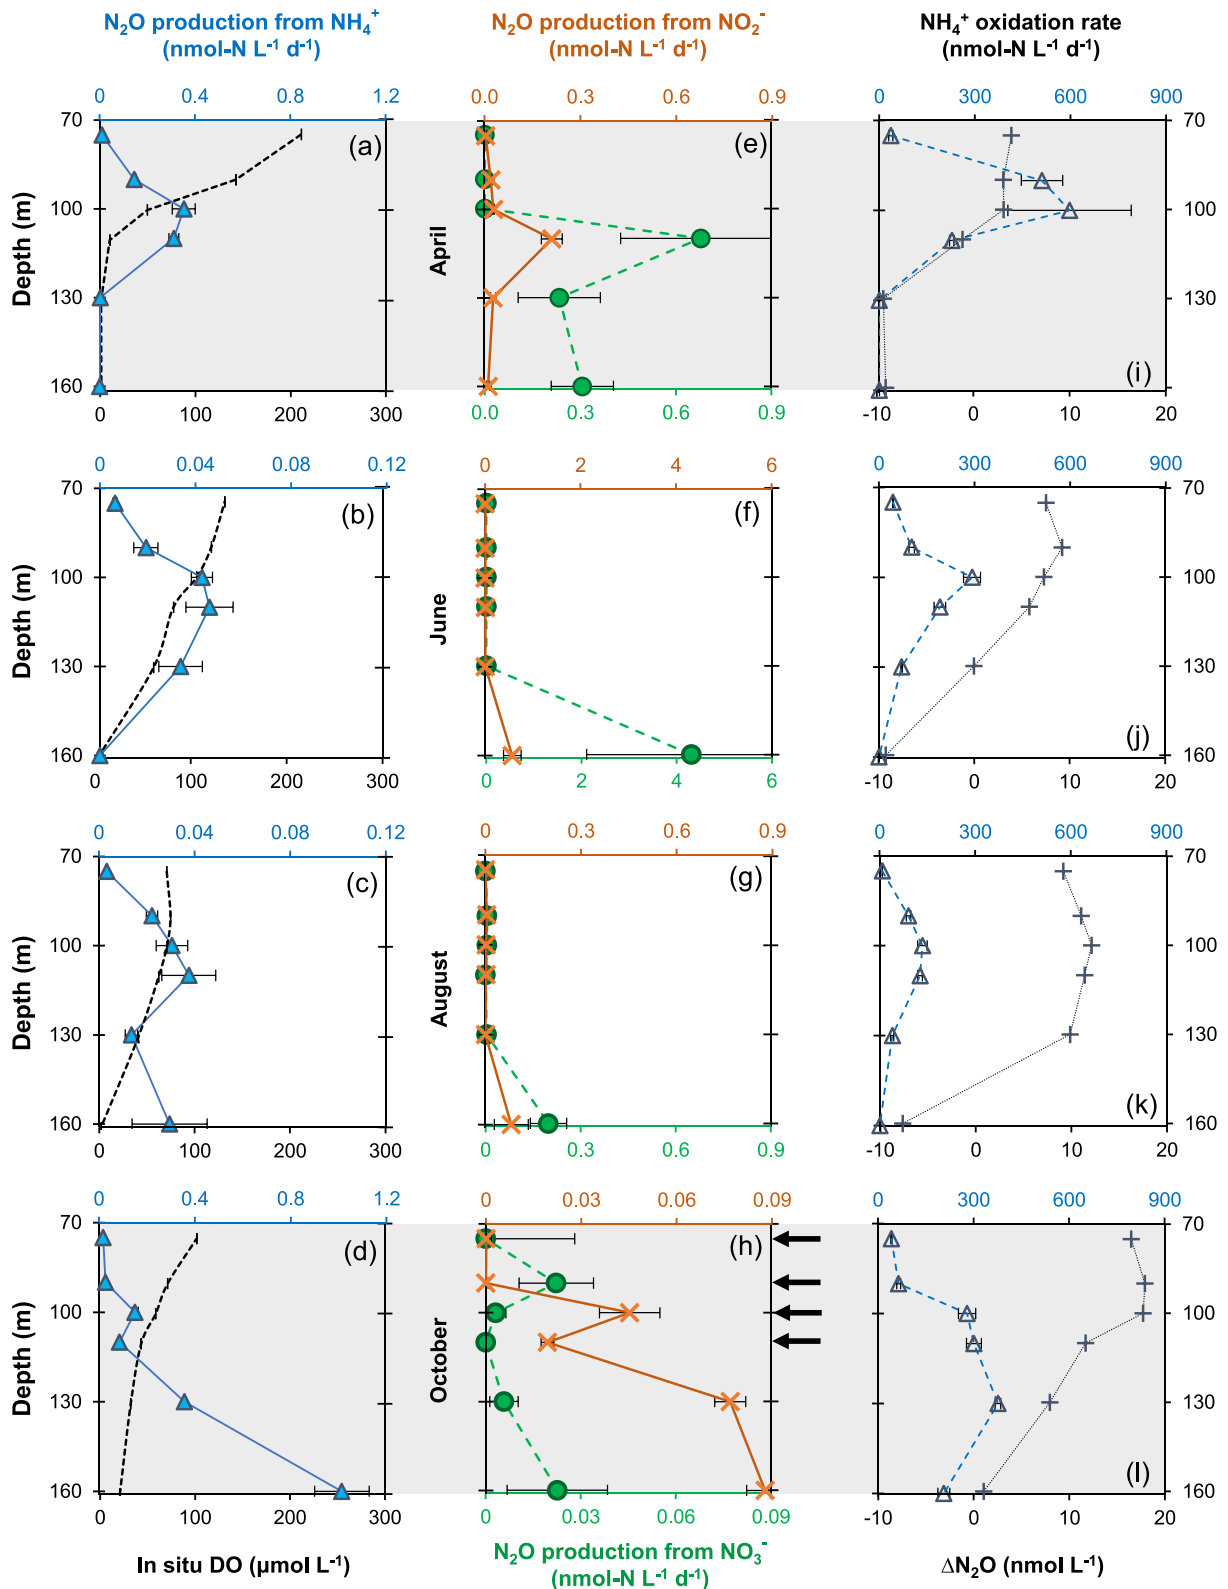 N₂O production from NH₄⁺
(nmol-N L⁻¹ d⁻¹)
N₂O production from NO₂⁻
(nmol-N L⁻¹ d⁻¹)
NH₄⁺ oxidation rate
(nmol-N L⁻¹ d⁻¹)
0 0.4 0.8 1.2
0.0 0.3 0.6 0.9
0 300 600 900
70 70
(a) (e)
100 100
Depth (m) April
130 130
(i)
160 160
0 100 200 300
0.0 0.3 0.6 0.9
-10 0 10 20
0 0.04 0.08 0.12
0 2 4 6
0 300 600 900
70 70
(b) (f)
100 100
Depth (m) June
130 130
(j)
160 160
0 100 200 300
0 2 4 6
-10 0 10 20
0 0.04 0.08 0.12
0 0.3 0.6 0.9
0 300 600 900
70 70
(c) (g)
100 100
Depth (m) August
130 130
(k)
160 160
0 100 200 300
0 0.3 0.6 0.9
-10 0 10 20
0 0.4 0.8 1.2
0 0.03 0.06 0.09
0 300 600 900
70 70
(d) (h)
100 100
Depth (m) October
130 130
(l)
160 160
0 100 200 300
0 0.03 0.06 0.09
-10 0 10 20
In situ DO (μmol L⁻¹)
N₂O production from NO₃⁻
(nmol-N L⁻¹ d⁻¹)
ΔN₂O (nmol L⁻¹)